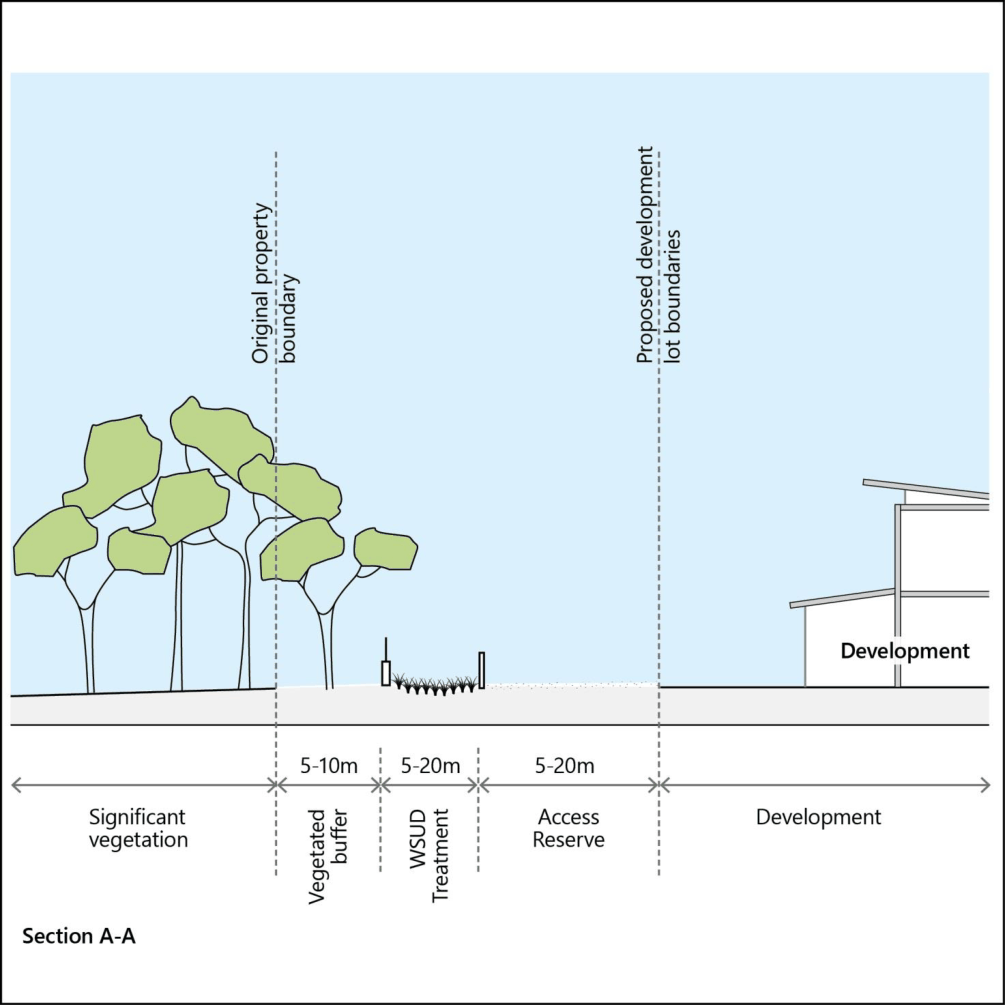 Original property
boundary
Proposed development
lot boundaries
Development
5-10m
5-20m
5-20m
Significant
vegetation
Vegetated
buffer
WSUD
Treatment
Access
Reserve
Development
Section A-A